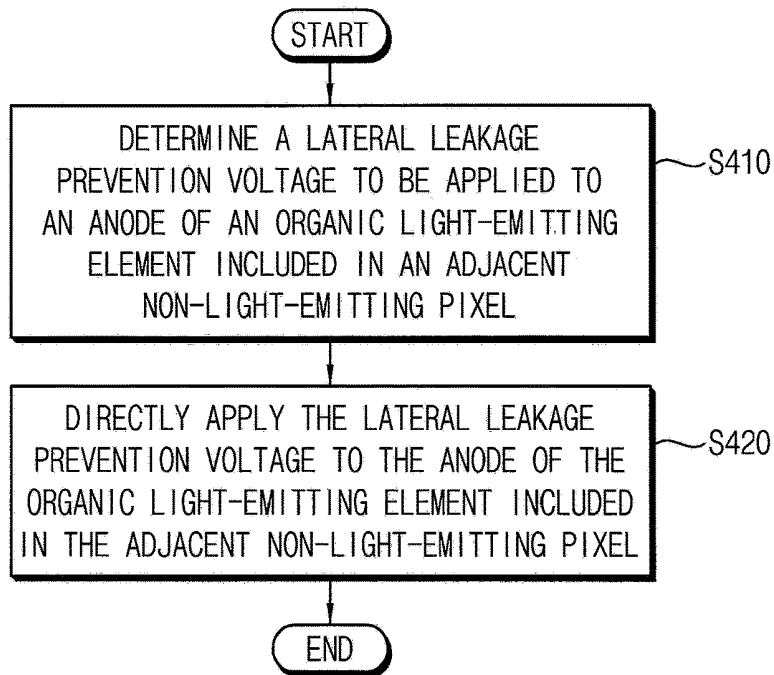 START
DETERMINE A LATERAL LEAKAGE
PREVENTION VOLTAGE TO BE APPLIED TO
AN ANODE OF AN ORGANIC LIGHT-EMITTING
ELEMENT INCLUDED IN AN ADJACENT
NON-LIGHT-EMITTING PIXEL
S410
DIRECTLY APPLY THE LATERAL LEAKAGE
PREVENTION VOLTAGE TO THE ANODE OF THE
ORGANIC LIGHT-EMITTING ELEMENT INCLUDED
IN THE ADJACENT NON-LIGHT-EMITTING PIXEL
S420
END